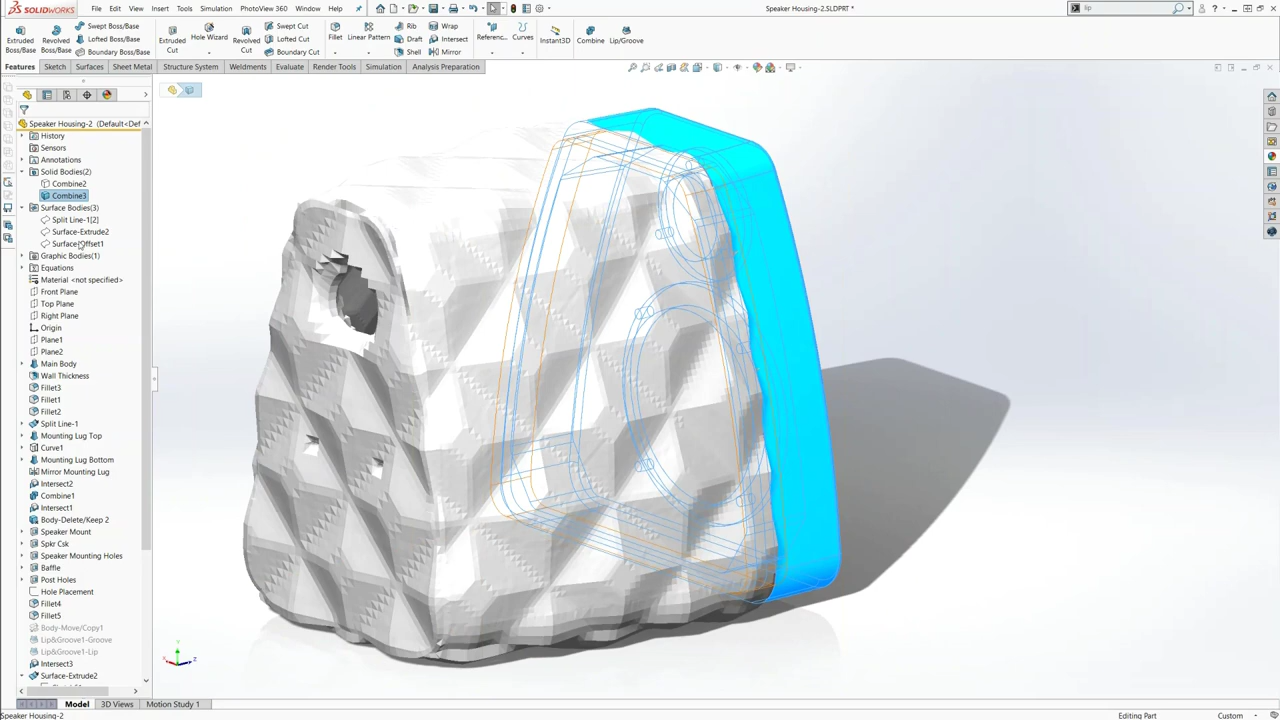 SOLIDWORKS File Edit View Insert Tools Simulation PhotoView 360 Window Speaker Housing-2.SLDPRT * lip
Extruded Boss/Base
Revolved Boss/Base
Swept Boss/Base
Lofted Boss/Base
Boundary Boss/Base
Extruded Cut
Hole Wizard
Revolved Cut
Swept Cut
Lofted Cut
Boundary Cut
Fillet
Linear Pattern
Rib
Draft
Shell
Wrap
Intersect
Mirror
Referenc...
Curves
Instant3D
Combine
Lip/Groove
Features Sketch Surfaces Sheet Metal Structure System Weldments Evaluate Render Tools Simulation Analysis Preparation
Speaker Housing-2 (Default<Def
History
Sensors
Annotations
Solid Bodies(2)
Combine2
Combine3
Surface Bodies(3)
Split Line-1[2]
Surface-Extrude2
Surface-Offset1
Graphic Bodies(1)
Equations
Material <not specified>
Front Plane
Top Plane
Right Plane
Origin
Plane1
Plane2
Main Body
Wall Thickness
Fillet3
Fillet1
Fillet2
Split Line-1
Mounting Lug Top
Curve1
Mounting Lug Bottom
Mirror Mounting Lug
Intersect2
Combine1
Intersect1
Body-Delete/Keep 2
Speaker Mount
Spkr Csk
Speaker Mounting Holes
Baffle
Post Holes
Hole Placement
Fillet4
Fillet5
Body-Move/Copy1
Lip&Groove1-Groove
Lip&Groove1-Lip
Intersect3
Surface-Extrude2
Model 3D Views Motion Study 1
Speaker Housing-2 Editing Part Custom